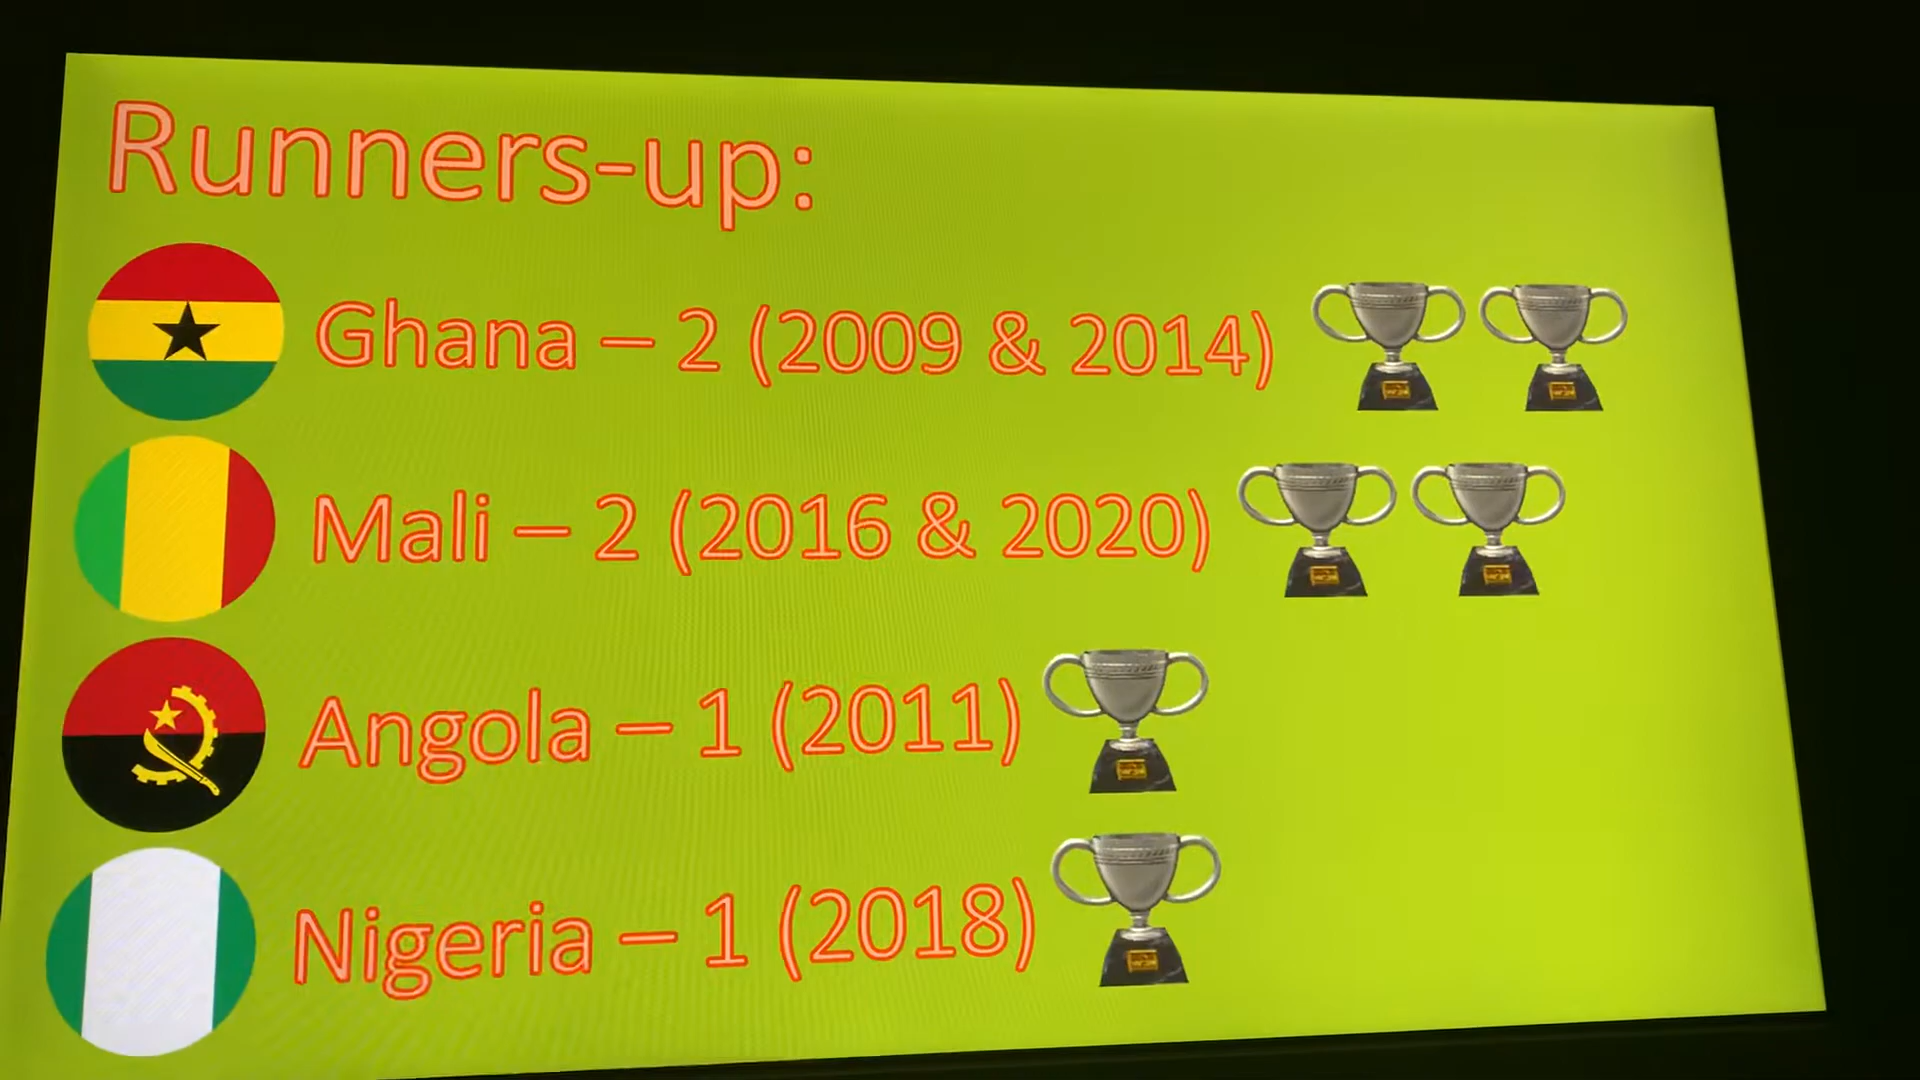 Runners-up:
Ghana – 2 (2009 & 2014)
Mali – 2 (2016 & 2020)
Angola – 1 (2011)
Nigeria – 1 (2018)